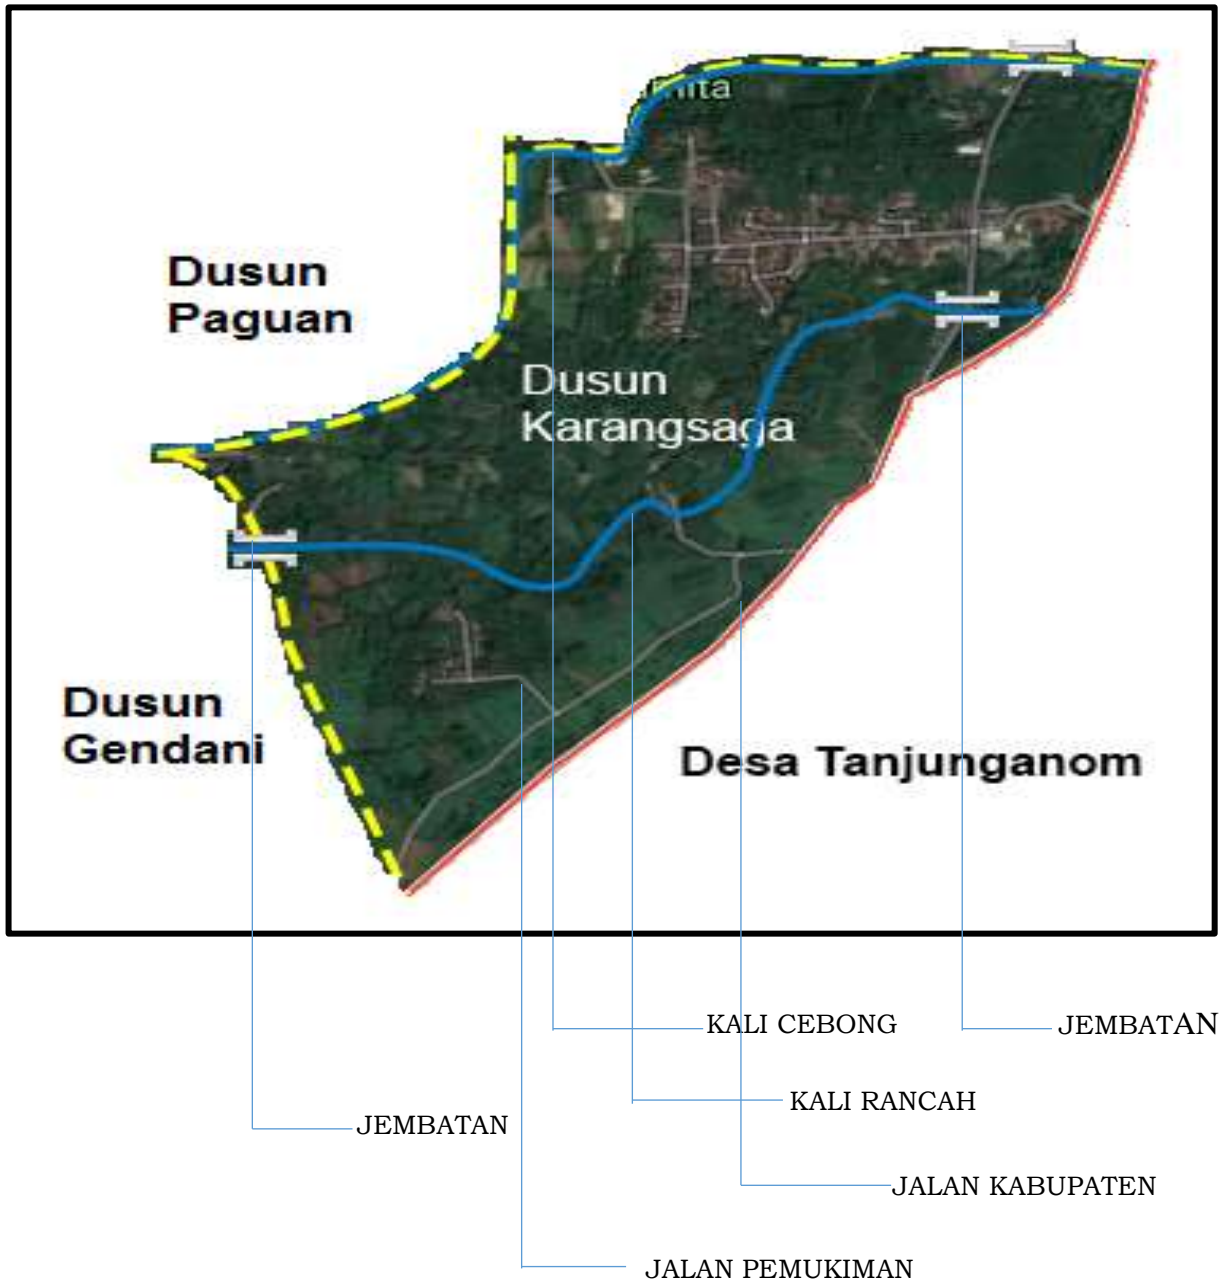 Dusun
Paguan
Dusun
Karangsaga
Dusun
Gendani
Desa Tanjunganom
KALI CEBONG
JEMBATAN
KALI RANCAH
JEMBATAN
JALAN KABUPATEN
JALAN PEMUKIMAN